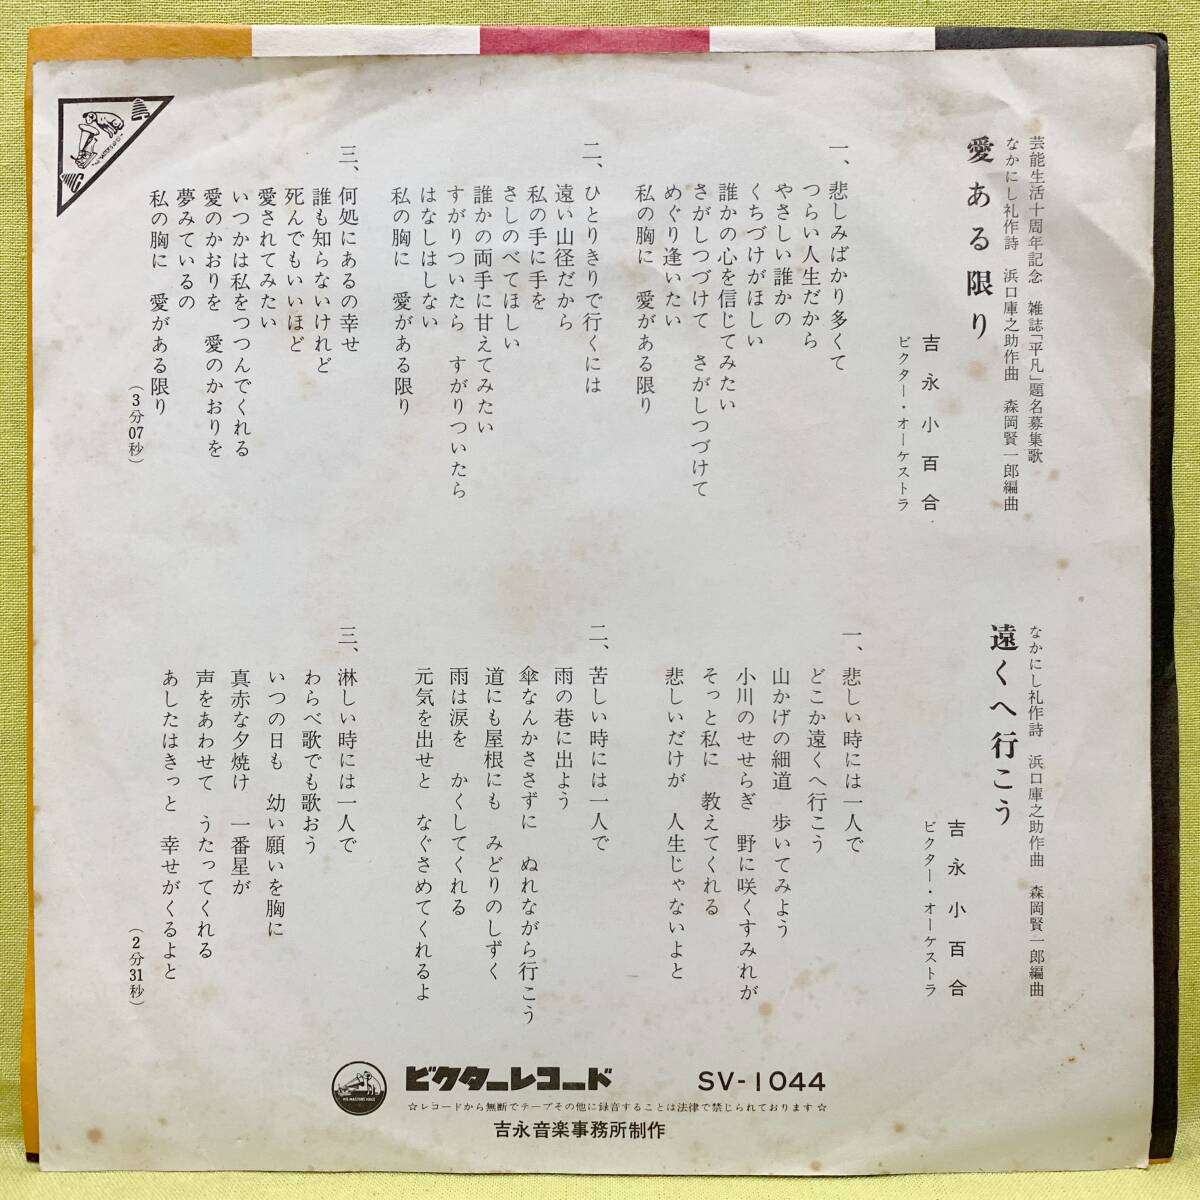 芸能生活十周年記念　雑誌「平凡」題名募集歌
なかにし礼作詩　浜口庫之助作曲　森岡賢一郎編曲
愛ある限り
吉永小百合
ビクター・オーケストラ
一、悲しみばかり多くて
つらい人生だから
やさしい誰かの
くちづけがほしい
誰かの心を信じてみたい
さがしつづけて　さがしつづけて
めぐり逢いたい
私の胸に　愛がある限り
二、ひとりきりで行くには
遠い山径だから
私の手に手を
さしのべてほしい
誰かの両手に甘えてみたい
すがりついたら　すがりついたら
はなしはしない
私の胸に　愛がある限り
三、何処にあるの幸せ
誰も知らないけれど
死んでもいいほど
愛されてみたい
いつかは私をつつんでくれる
愛のかおりを　愛のかおりを
夢みているの
私の胸に　愛がある限り
（3分07秒）
なかにし礼作詩　浜口庫之助作曲　森岡賢一郎編曲
遠くへ行こう
吉永小百合
ビクター・オーケストラ
一、悲しい時には一人で
どこか遠くへ行こう
山かげの細道　歩いてみよう
小川のせせらぎ　野に咲くすみれが
そっと私に　教えてくれる
悲しいだけが　人生じゃないよと
二、苦しい時には一人で
雨の巷に出よう
傘なんかささずに　ぬれながら行こう
道にも屋根にも　みどりのしずく
雨は涙を　かくしてくれる
元気を出せと　なぐさめてくれるよ
三、淋しい時には一人で
わらべ歌でも歌おう
いつの日も　幼い願いを胸に
真赤な夕焼け　一番星が
声をあわせて　うたってくれる
あしたはきっと　幸せがくるよと
（2分31秒）
ビクターレコード　SV-1044
HIS MASTERS VOICE
☆レコードから無断でテープその他に録音することは法律で禁じられております☆
吉永音楽事務所制作